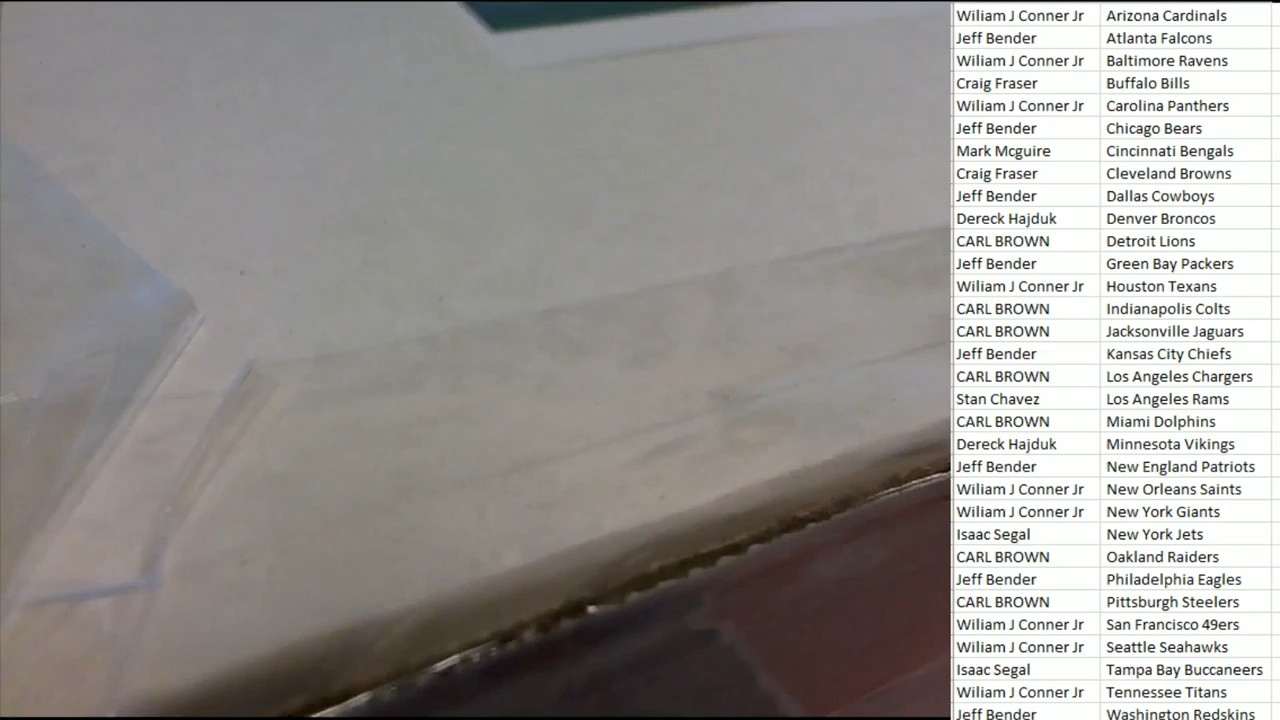 Wiliam J Conner Jr Arizona Cardinals
Jeff Bender Atlanta Falcons
Wiliam J Conner Jr Baltimore Ravens
Craig Fraser Buffalo Bills
Wiliam J Conner Jr Carolina Panthers
Jeff Bender Chicago Bears
Mark Mcguire Cincinnati Bengals
Craig Fraser Cleveland Browns
Jeff Bender Dallas Cowboys
Dereck Hajduk Denver Broncos
CARL BROWN Detroit Lions
Jeff Bender Green Bay Packers
Wiliam J Conner Jr Houston Texans
CARL BROWN Indianapolis Colts
CARL BROWN Jacksonville Jaguars
Jeff Bender Kansas City Chiefs
CARL BROWN Los Angeles Chargers
Stan Chavez Los Angeles Rams
CARL BROWN Miami Dolphins
Dereck Hajduk Minnesota Vikings
Jeff Bender New England Patriots
Wiliam J Conner Jr New Orleans Saints
Wiliam J Conner Jr New York Giants
Isaac Segal New York Jets
CARL BROWN Oakland Raiders
Jeff Bender Philadelphia Eagles
CARL BROWN Pittsburgh Steelers
Wiliam J Conner Jr San Francisco 49ers
Wiliam J Conner Jr Seattle Seahawks
Isaac Segal Tampa Bay Buccaneers
Wiliam J Conner Jr Tennessee Titans
Jeff Bender Washington Redskins